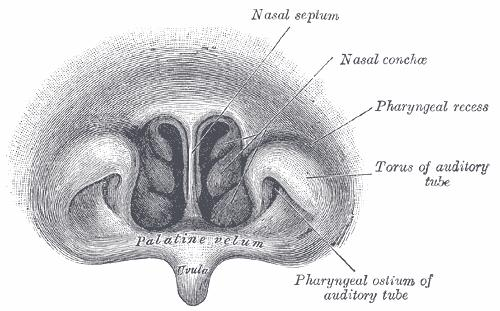 Nasal septum
Nasal conchæ
Pharyngeal recess
Torus of auditory
tube
Palatine velum
Uvula
Pharyngeal ostium of
auditory tube